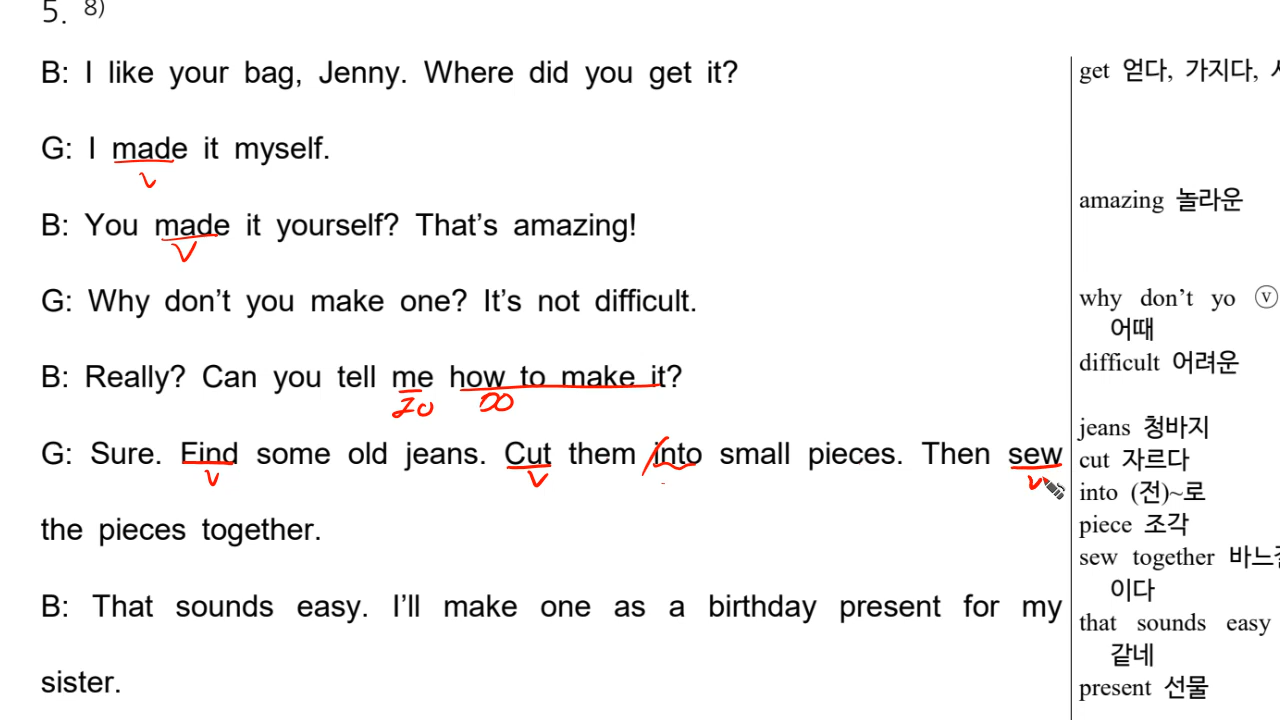 5. 8)
B: I like your bag, Jenny. Where did you get it?
get 얻다, 가지다,
G: I made it myself.
V
amazing 놀라운
B: You made it yourself? That's amazing!
V
G: Why don't you make one? It's not difficult.
why don't yo ⓥ
어때
difficult 어려운
B: Really? Can you tell me how to make it?
IO DO
jeans 청바지
G: Sure. Find some old jeans. Cut them into small pieces. Then sew
V V V
cut 자르다
into (전)~로
the pieces together.
piece 조각
sew together 바느질
이다
B: That sounds easy. I'll make one as a birthday present for my
that sounds easy
같네
sister.
present 선물